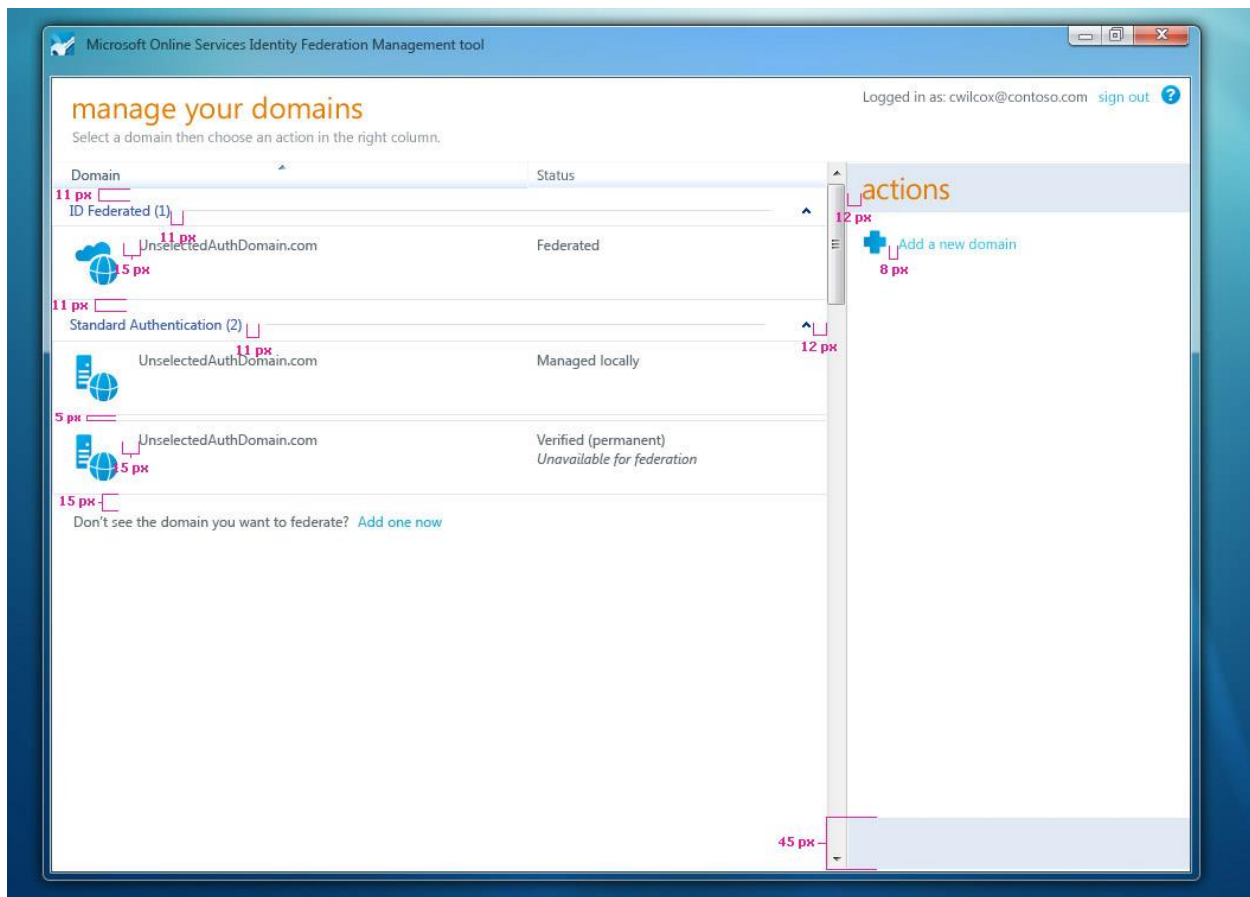 Microsoft Online Services Identity Federation Management tool
manage your domains
Select a domain then choose an action in the right column.
Logged in as: cwilcox@contoso.com sign out ?
Domain
Status
11 px
ID Federated (1)
11 px
UnselectedAuthDomain.com
Federated
15 px
11 px
Standard Authentication (2)
11 px
12 px
UnselectedAuthDomain.com
Managed locally
5 px
UnselectedAuthDomain.com
Verified (permanent)
Unavailable for federation
15 px
15 px
Don't see the domain you want to federate? Add one now
actions
12 px
Add a new domain
8 px
45 px